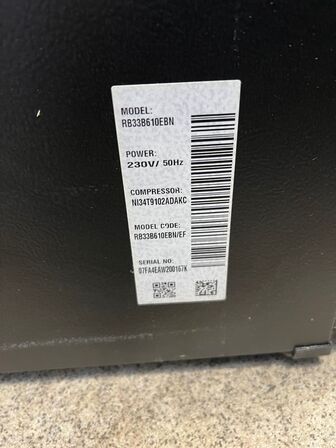 MODEL:
RB33B610EBN
POWER:
230V/ 50Hz
COMPRESSOR:
NI34T9102ADAKC
MODEL CODE:
RB33B610EBN/EF
SERIAL NO:
07FA4EAW200167K